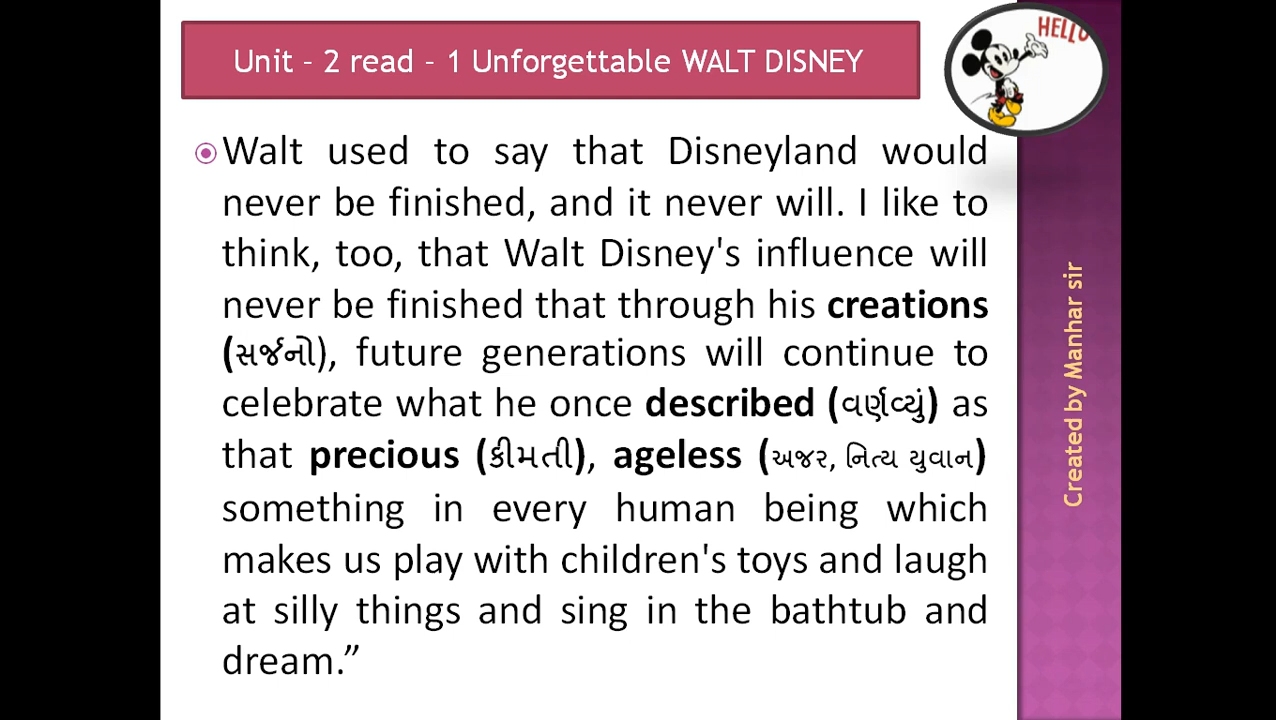 Unit - 2 read - 1 Unforgettable WALT DISNEY
HELLO
Walt used to say that Disneyland would
never be finished, and it never will. I like to
think, too, that Walt Disney's influence will
never be finished that through his creations
(સર્જનો), future generations will continue to
celebrate what he once described (વર્ણવ્યું) as
that precious (કીમતી), ageless (અજર, નિત્ય યુવાન)
something in every human being which
makes us play with children's toys and laugh
at silly things and sing in the bathtub and
dream.”
Created by Manhar sir